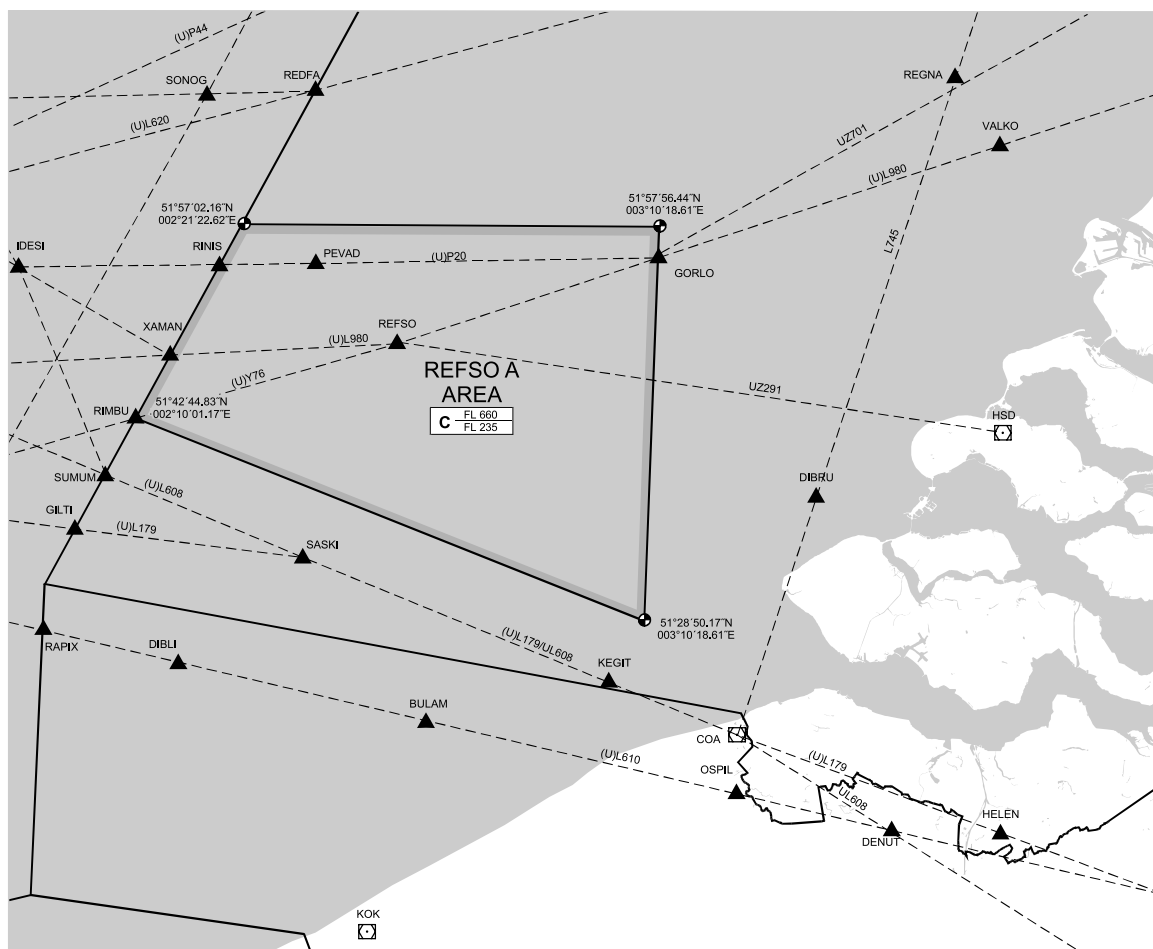 (U)P44
SONOG
REDFA
REGNA
(U)L620
UZ701
VALKO
(U)L980
51°57´02.16˝N
002°21´22.62˝E
51°57´56.44˝N
003°10´18.61˝E
L745
IDESI
RINIS
PEVAD
(U)P20
GORLO
XAMAN
(U)L980
REFSO
REFSO A
AREA
(U)Y76
UZ291
RIMBU
51°42´44.83˝N
002°10´01.17˝E
C
FL 660
FL 235
HSD
SUMUM
(U)L608
DIBRU
GILTI
(U)L179
SASKI
51°28´50.17˝N
003°10´18.61˝E
RAPIX
DIBLI
(U)L179/UL608
KEGIT
BULAM
COA
(U)L610
(U)L179
OSPIL
UL608
HELEN
DENUT
KOK